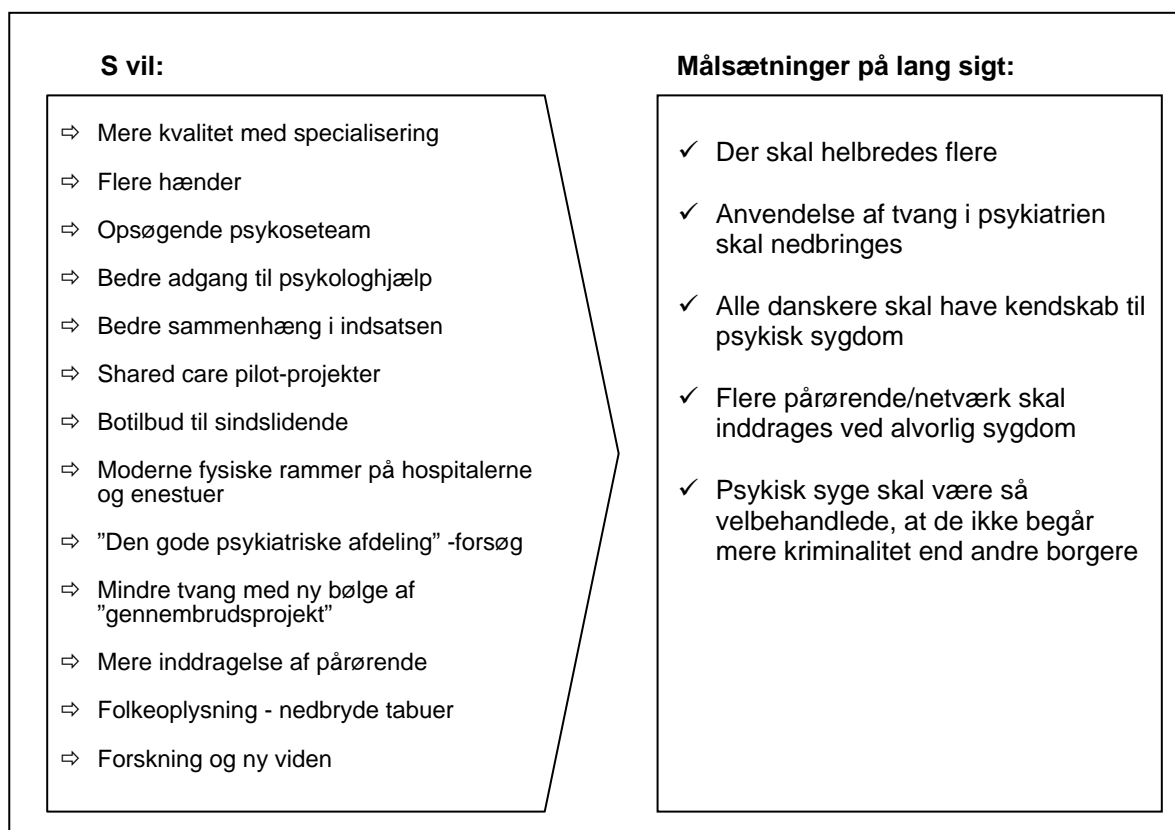 S vil:
⇨ Mere kvalitet med specialisering
⇨ Flere hænder
⇨ Opsøgende psykoseteam
⇨ Bedre adgang til psykologhjælp
⇨ Bedre sammenhæng i indsatsen
⇨ Shared care pilot-projekter
⇨ Botilbud til sindslidende
⇨ Moderne fysiske rammer på hospitalerne
og enestuer
⇨ ”Den gode psykiatriske afdeling” -forsøg
⇨ Mindre tvang med ny bølge af
”gennembrudsprojekt”
⇨ Mere inddragelse af pårørende
⇨ Folkeoplysning - nedbryde tabuer
⇨ Forskning og ny viden
Målsætninger på lang sigt:
✓ Der skal helbredes flere
✓ Anvendelse af tvang i psykiatrien
skal nedbringes
✓ Alle danskere skal have kendskab til
psykisk sygdom
✓ Flere pårørende/netværk skal
inddrages ved alvorlig sygdom
✓ Psykisk syge skal være så
velbehandlede, at de ikke begår
mere kriminalitet end andre borgere